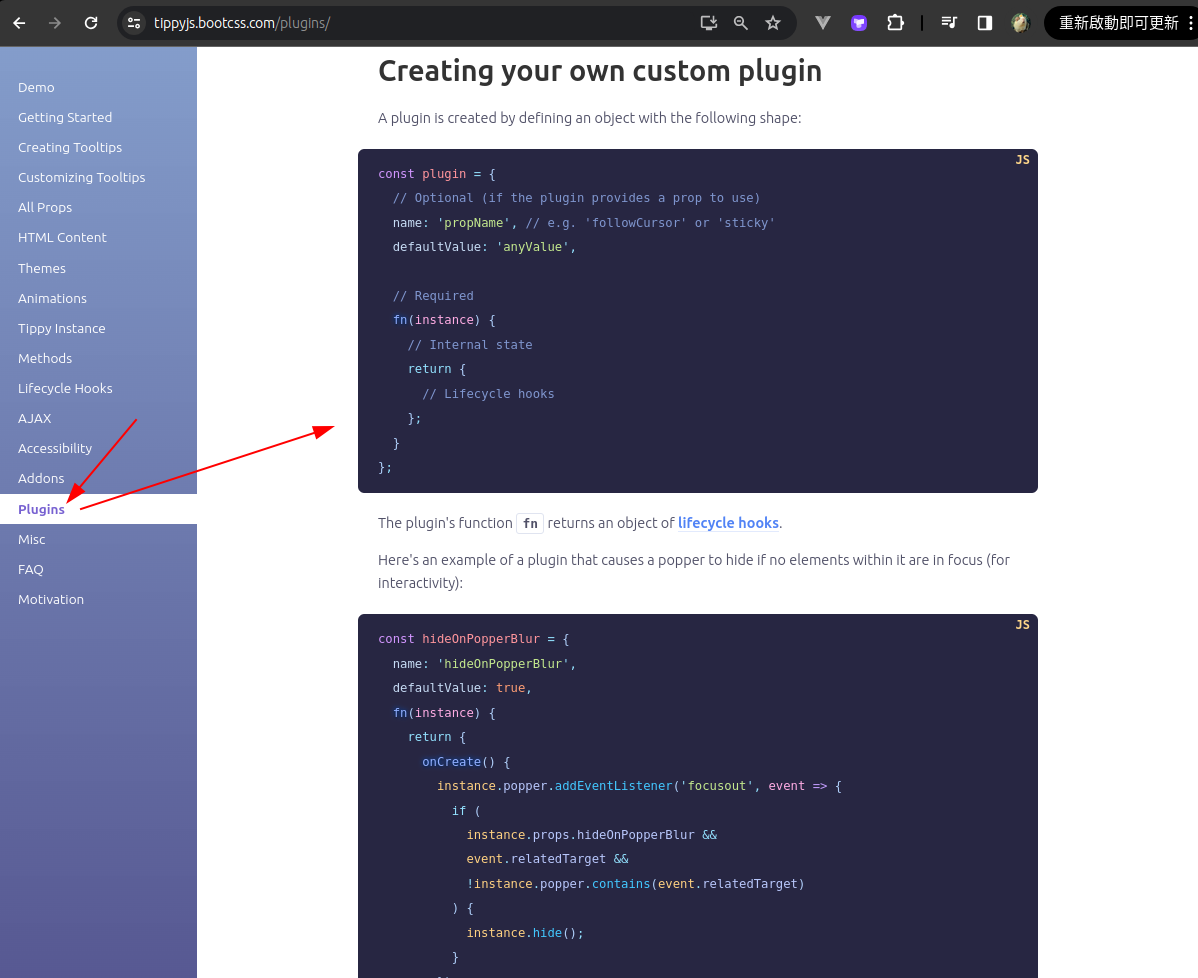 tippyjs.bootcss.com/plugins/
重新啟動即可更新
Demo
Getting Started
Creating Tooltips
Customizing Tooltips
All Props
HTML Content
Themes
Animations
Tippy Instance
Methods
Lifecycle Hooks
AJAX
Accessibility
Addons
Plugins
Misc
FAQ
Motivation
Creating your own custom plugin
A plugin is created by defining an object with the following shape:
JS
const plugin = {
  // Optional (if the plugin provides a prop to use)
  name: 'propName', // e.g. 'followCursor' or 'sticky'
  defaultValue: 'anyValue',

  // Required
  fn(instance) {
    // Internal state
    return {
      // Lifecycle hooks
    };
  }
};
The plugin's function fn returns an object of lifecycle hooks.
Here's an example of a plugin that causes a popper to hide if no elements within it are in focus (for
interactivity):
JS
const hideOnPopperBlur = {
  name: 'hideOnPopperBlur',
  defaultValue: true,
  fn(instance) {
    return {
      onCreate() {
        instance.popper.addEventListener('focusout', event => {
          if (
            instance.props.hideOnPopperBlur &&
            event.relatedTarget &&
            !instance.popper.contains(event.relatedTarget)
          ) {
            instance.hide();
          }